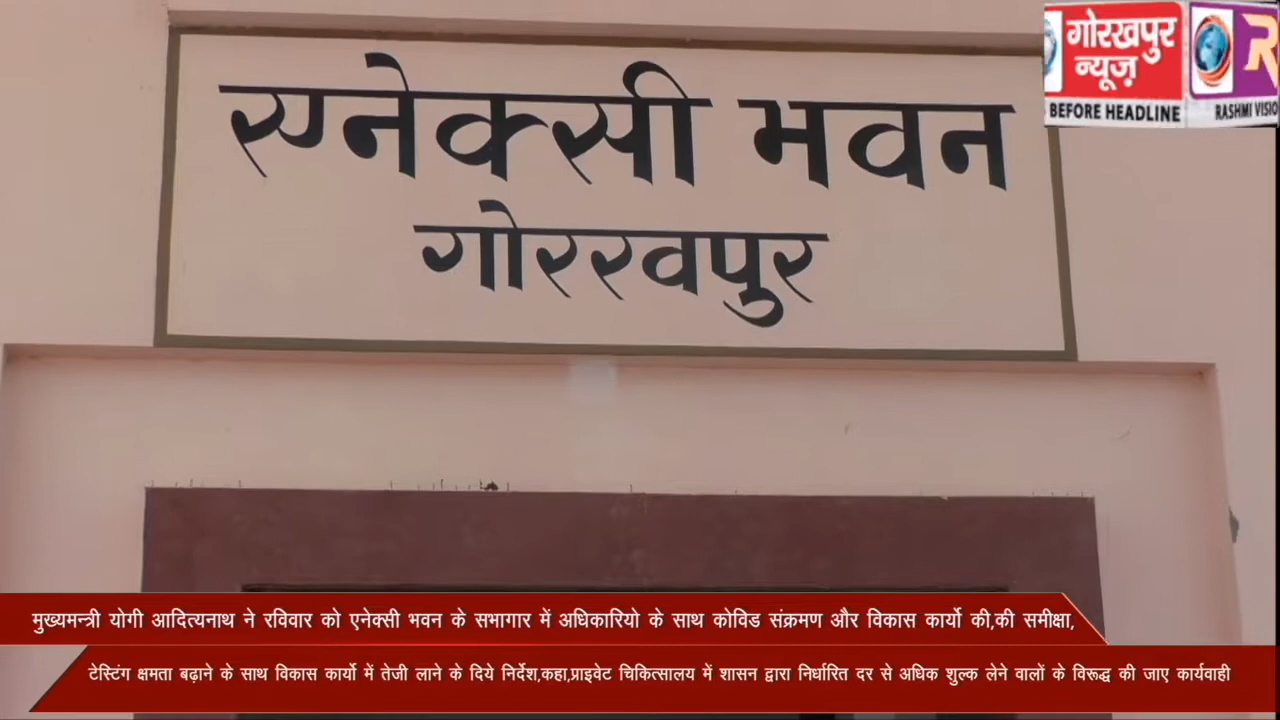 एनेक्सी भवन
गोरखपुर
गोरखपुर
न्यूज़
BEFORE HEADLINE
R
RASHMI VISIO
मुख्यमन्त्री योगी आदित्यनाथ ने रविवार को एनेक्सी भवन के सभागार में अधिकारियो के साथ कोविड संक्रमण और विकास कार्यो की,की समीक्षा,
टेस्टिंग क्षमता बढ़ाने के साथ विकास कार्यो में तेजी लाने के दिये निर्देश,कहा,प्राइवेट चिकित्सालय में शासन द्वारा निर्धारित दर से अधिक शुल्क लेने वालों के विरूद्ध की जाए कार्यवाही